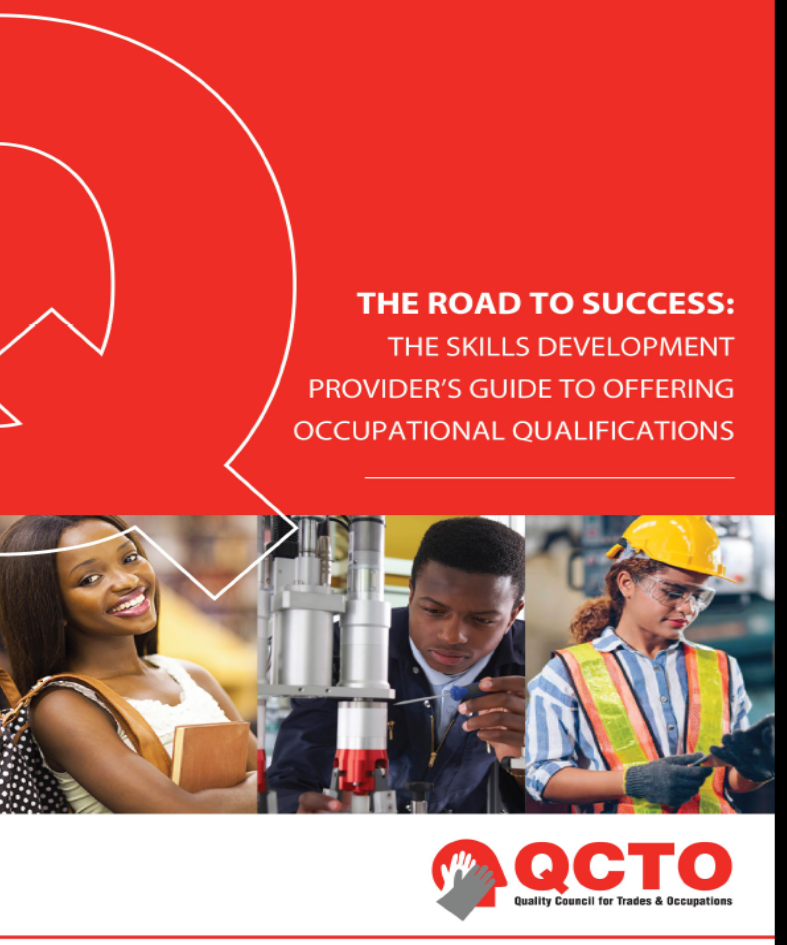 THE ROAD TO SUCCESS:
THE SKILLS DEVELOPMENT
PROVIDER’S GUIDE TO OFFERING
OCCUPATIONAL QUALIFICATIONS
QCTO
Quality Council for Trades & Occupations